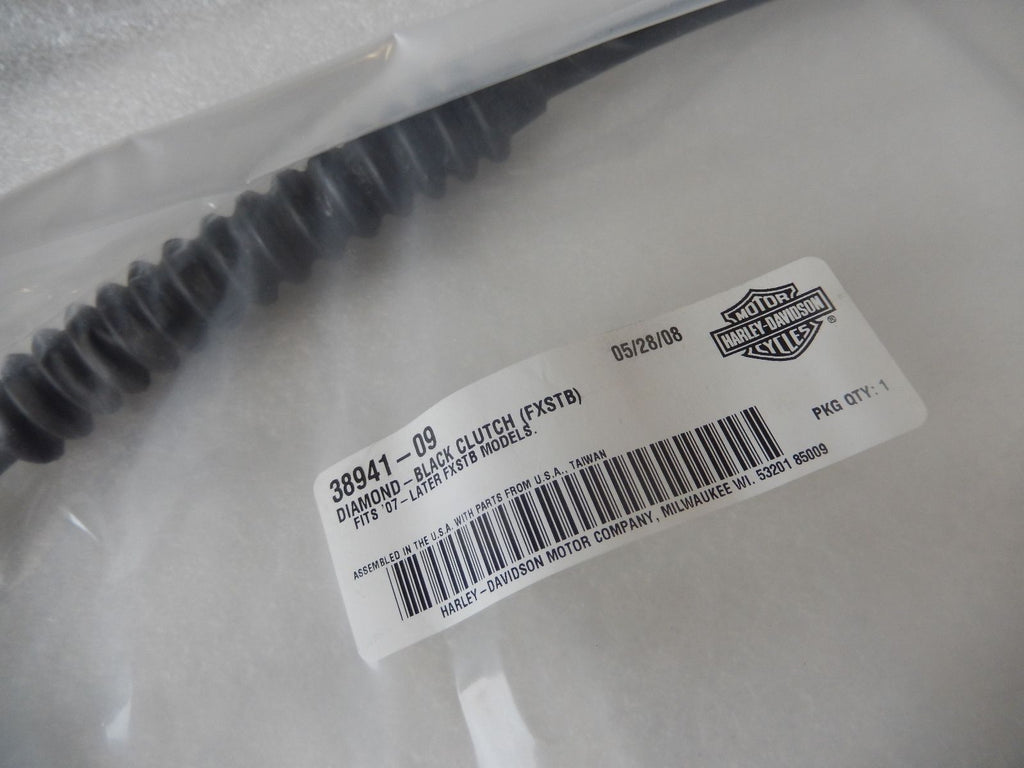 05/28/08
MOTOR
HARLEY-DAVIDSON
CYCLES
®
38941-09
DIAMOND-BLACK CLUTCH (FXSTB)
FITS '07-LATER FXSTB MODELS.
PKG QTY: 1
ASSEMBLED IN THE U.S.A. WITH PARTS FROM U.S.A., TAIWAN
HARLEY-DAVIDSON MOTOR COMPANY, MILWAUKEE WI. 53201 85009